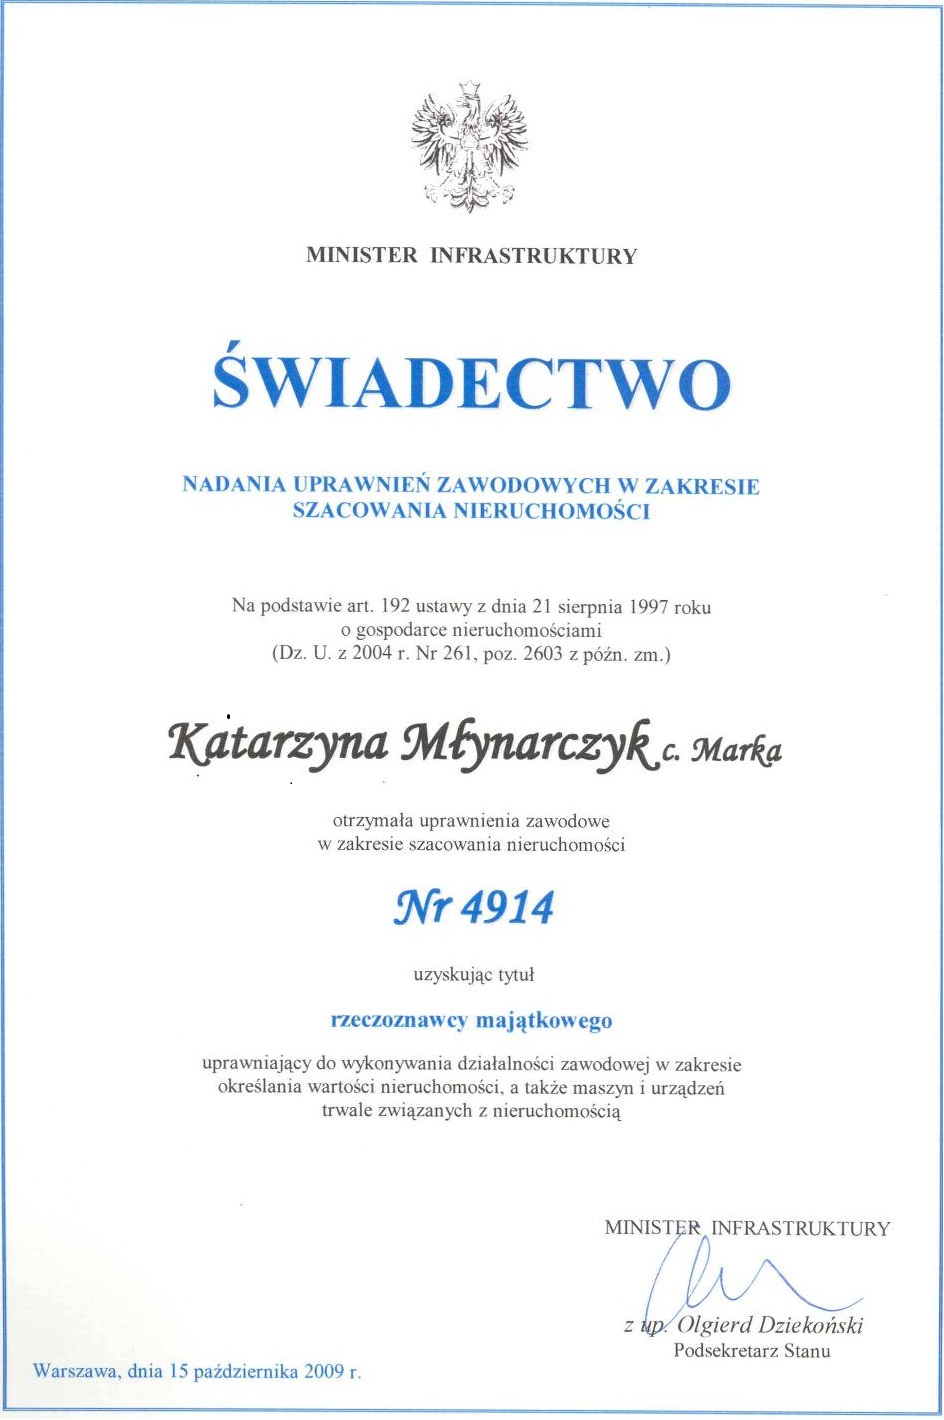 MINISTER INFRASTRUKTURY
ŚWIADECTWO
NADANIA UPRAWNIEŃ ZAWODOWYCH W ZAKRESIE
SZACOWANIA NIERUCHOMOŚCI
Na podstawie art. 192 ustawy z dnia 21 sierpnia 1997 roku
o gospodarce nieruchomościami
(Dz. U. z 2004 r. Nr 261, poz. 2603 z późn. zm.)
Katarzyna Młynarczyk c. Marka
otrzymała uprawnienia zawodowe
w zakresie szacowania nieruchomości
Nr 4914
uzyskując tytuł
rzeczoznawcy majątkowego
uprawniający do wykonywania działalności zawodowej w zakresie
określania wartości nieruchomości, a także maszyn i urządzeń
trwale związanych z nieruchomością
MINISTER INFRASTRUKTURY
z up. Olgierd Dziekoński
Podsekretarz Stanu
Warszawa, dnia 15 października 2009 r.